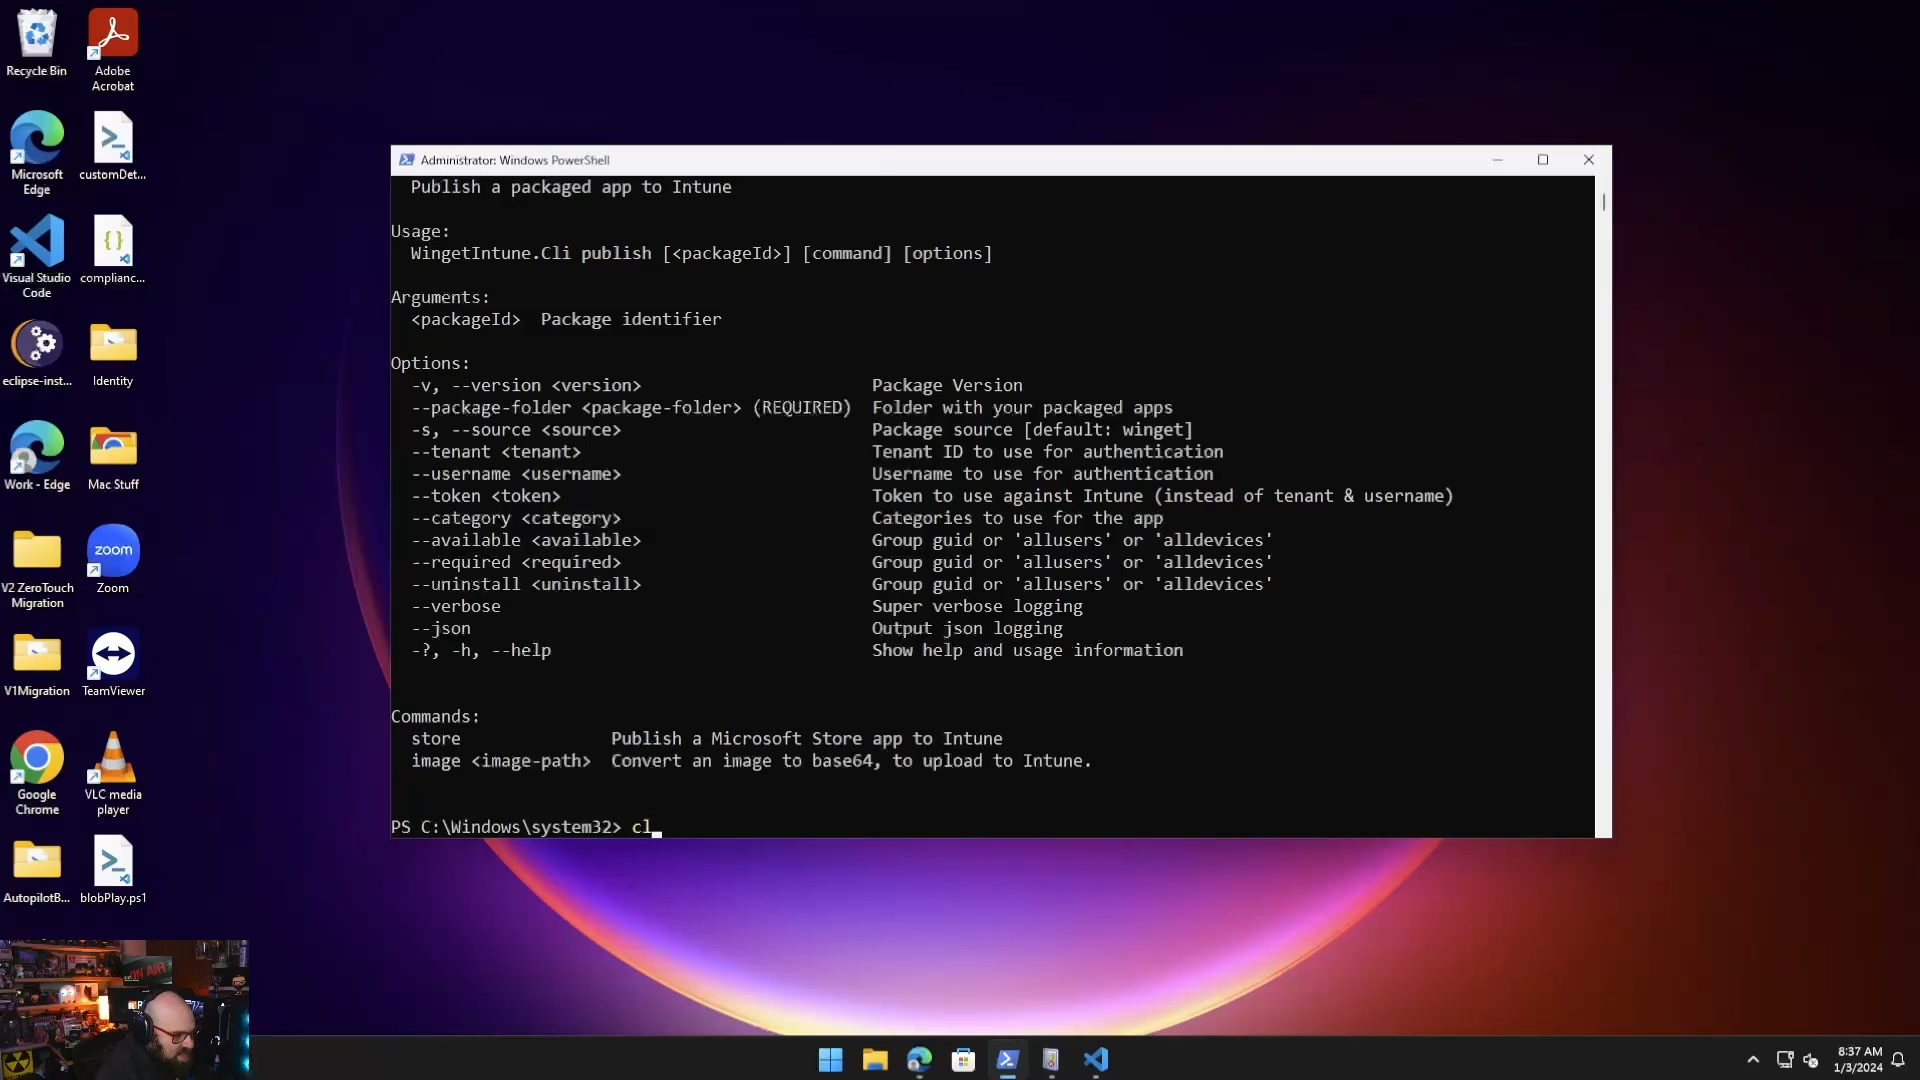 Recycle Bin
Adobe
Acrobat
Microsoft
Edge
customDet...
Visual Studio
Code
complianc...
eclipse-inst...
Identity
Work - Edge
Mac Stuff
V2 ZeroTouch
Migration
zoom
Zoom
V1Migration
TeamViewer
Google
Chrome
VLC media
player
AutopilotB...
blobPlay.ps1
Administrator: Windows PowerShell
Publish a packaged app to Intune
Usage:
WingetIntune.Cli publish [<packageId>] [command] [options]
Arguments:
<packageId>  Package identifier
Options:
-v, --version <version>  Package Version
--package-folder <package-folder> (REQUIRED)  Folder with your packaged apps
-s, --source <source>  Package source [default: winget]
--tenant <tenant>  Tenant ID to use for authentication
--username <username>  Username to use for authentication
--token <token>  Token to use against Intune (instead of tenant & username)
--category <category>  Categories to use for the app
--available <available>  Group guid or 'allusers' or 'alldevices'
--required <required>  Group guid or 'allusers' or 'alldevices'
--uninstall <uninstall>  Group guid or 'allusers' or 'alldevices'
--verbose  Super verbose logging
--json  Output json logging
-?, -h, --help  Show help and usage information
Commands:
store  Publish a Microsoft Store app to Intune
image <image-path>  Convert an image to base64, to upload to Intune.
PS C:\Windows\system32> cl
ON AIR
8:37 AM
1/3/2024